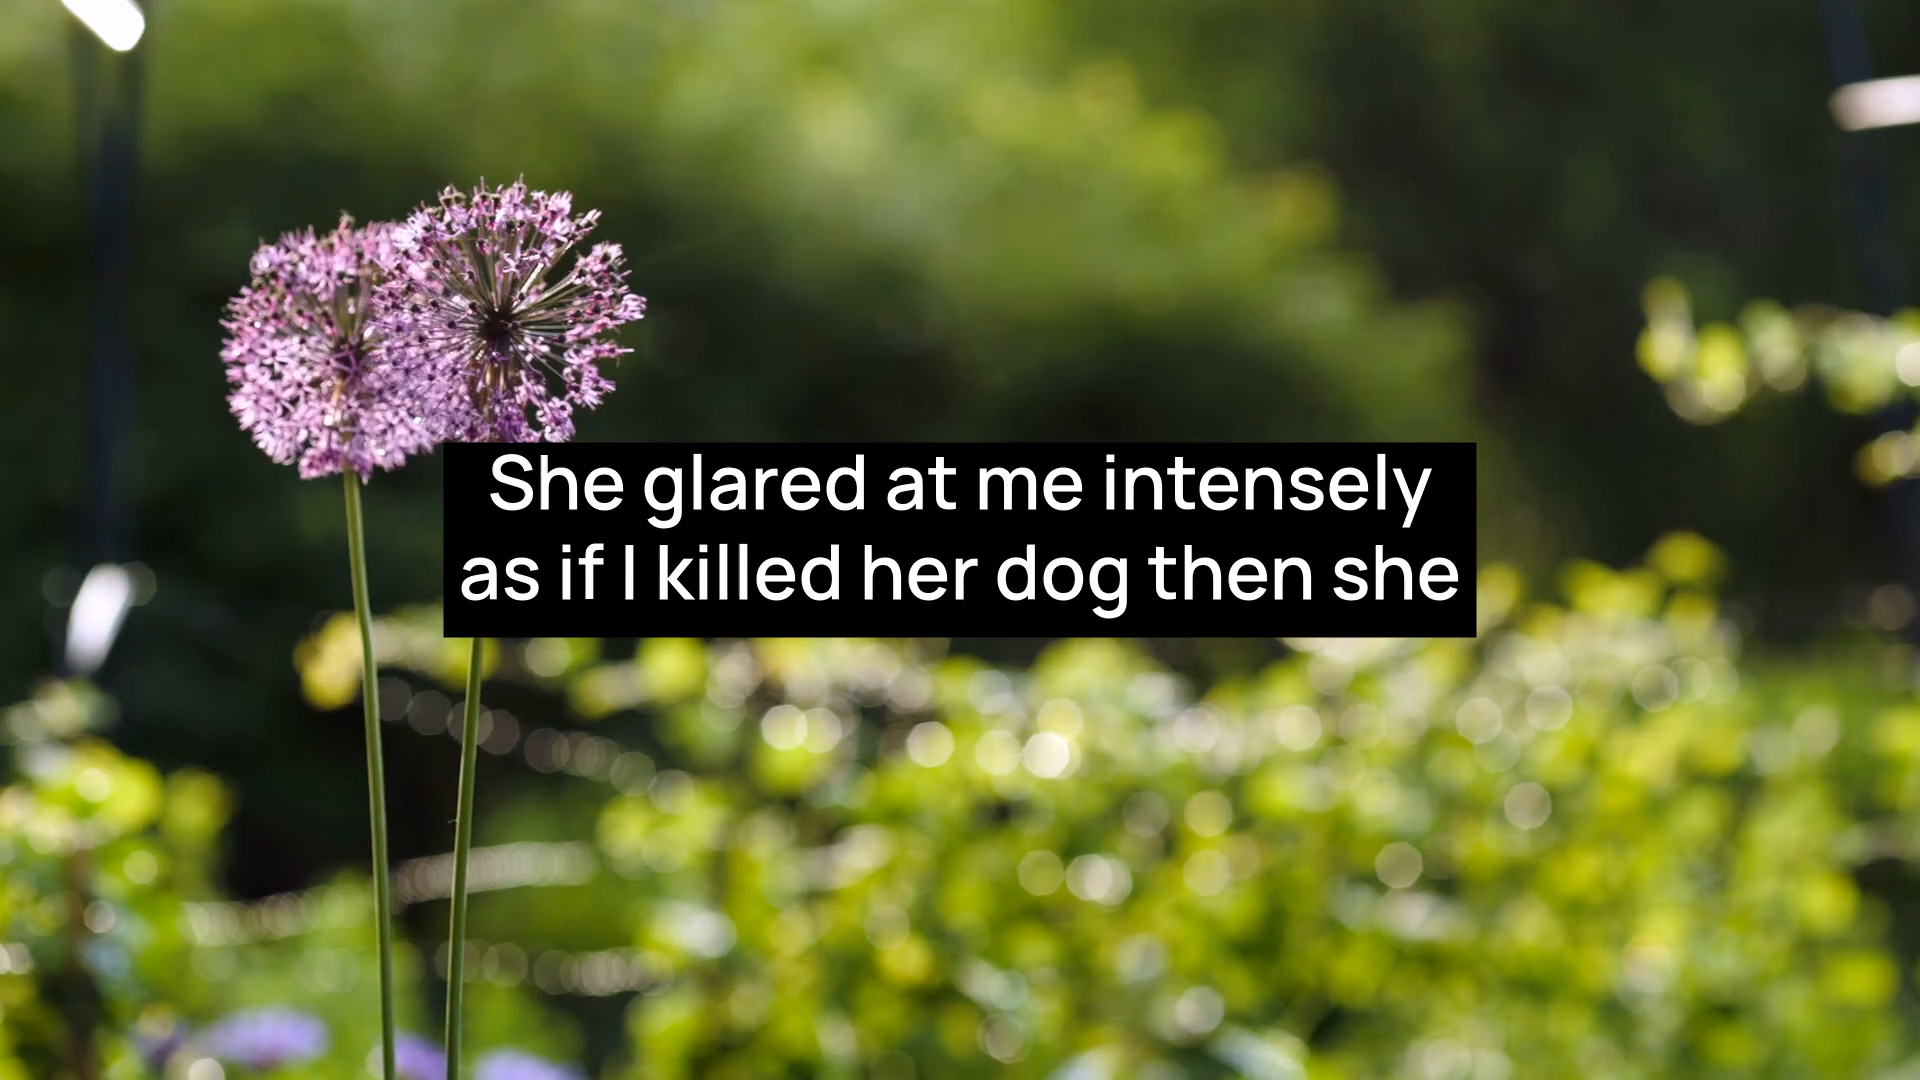 She glared at me intensely
as if I killed her dog then she